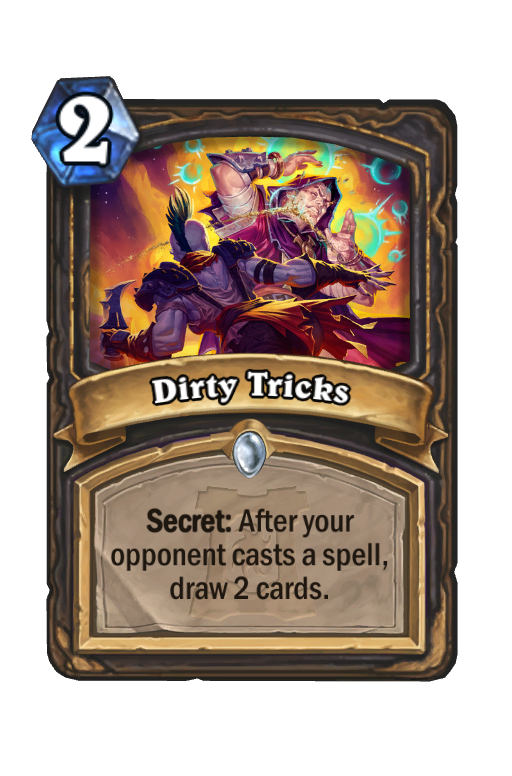 2
Dirty Tricks
Secret: After your
opponent casts a spell,
draw 2 cards.